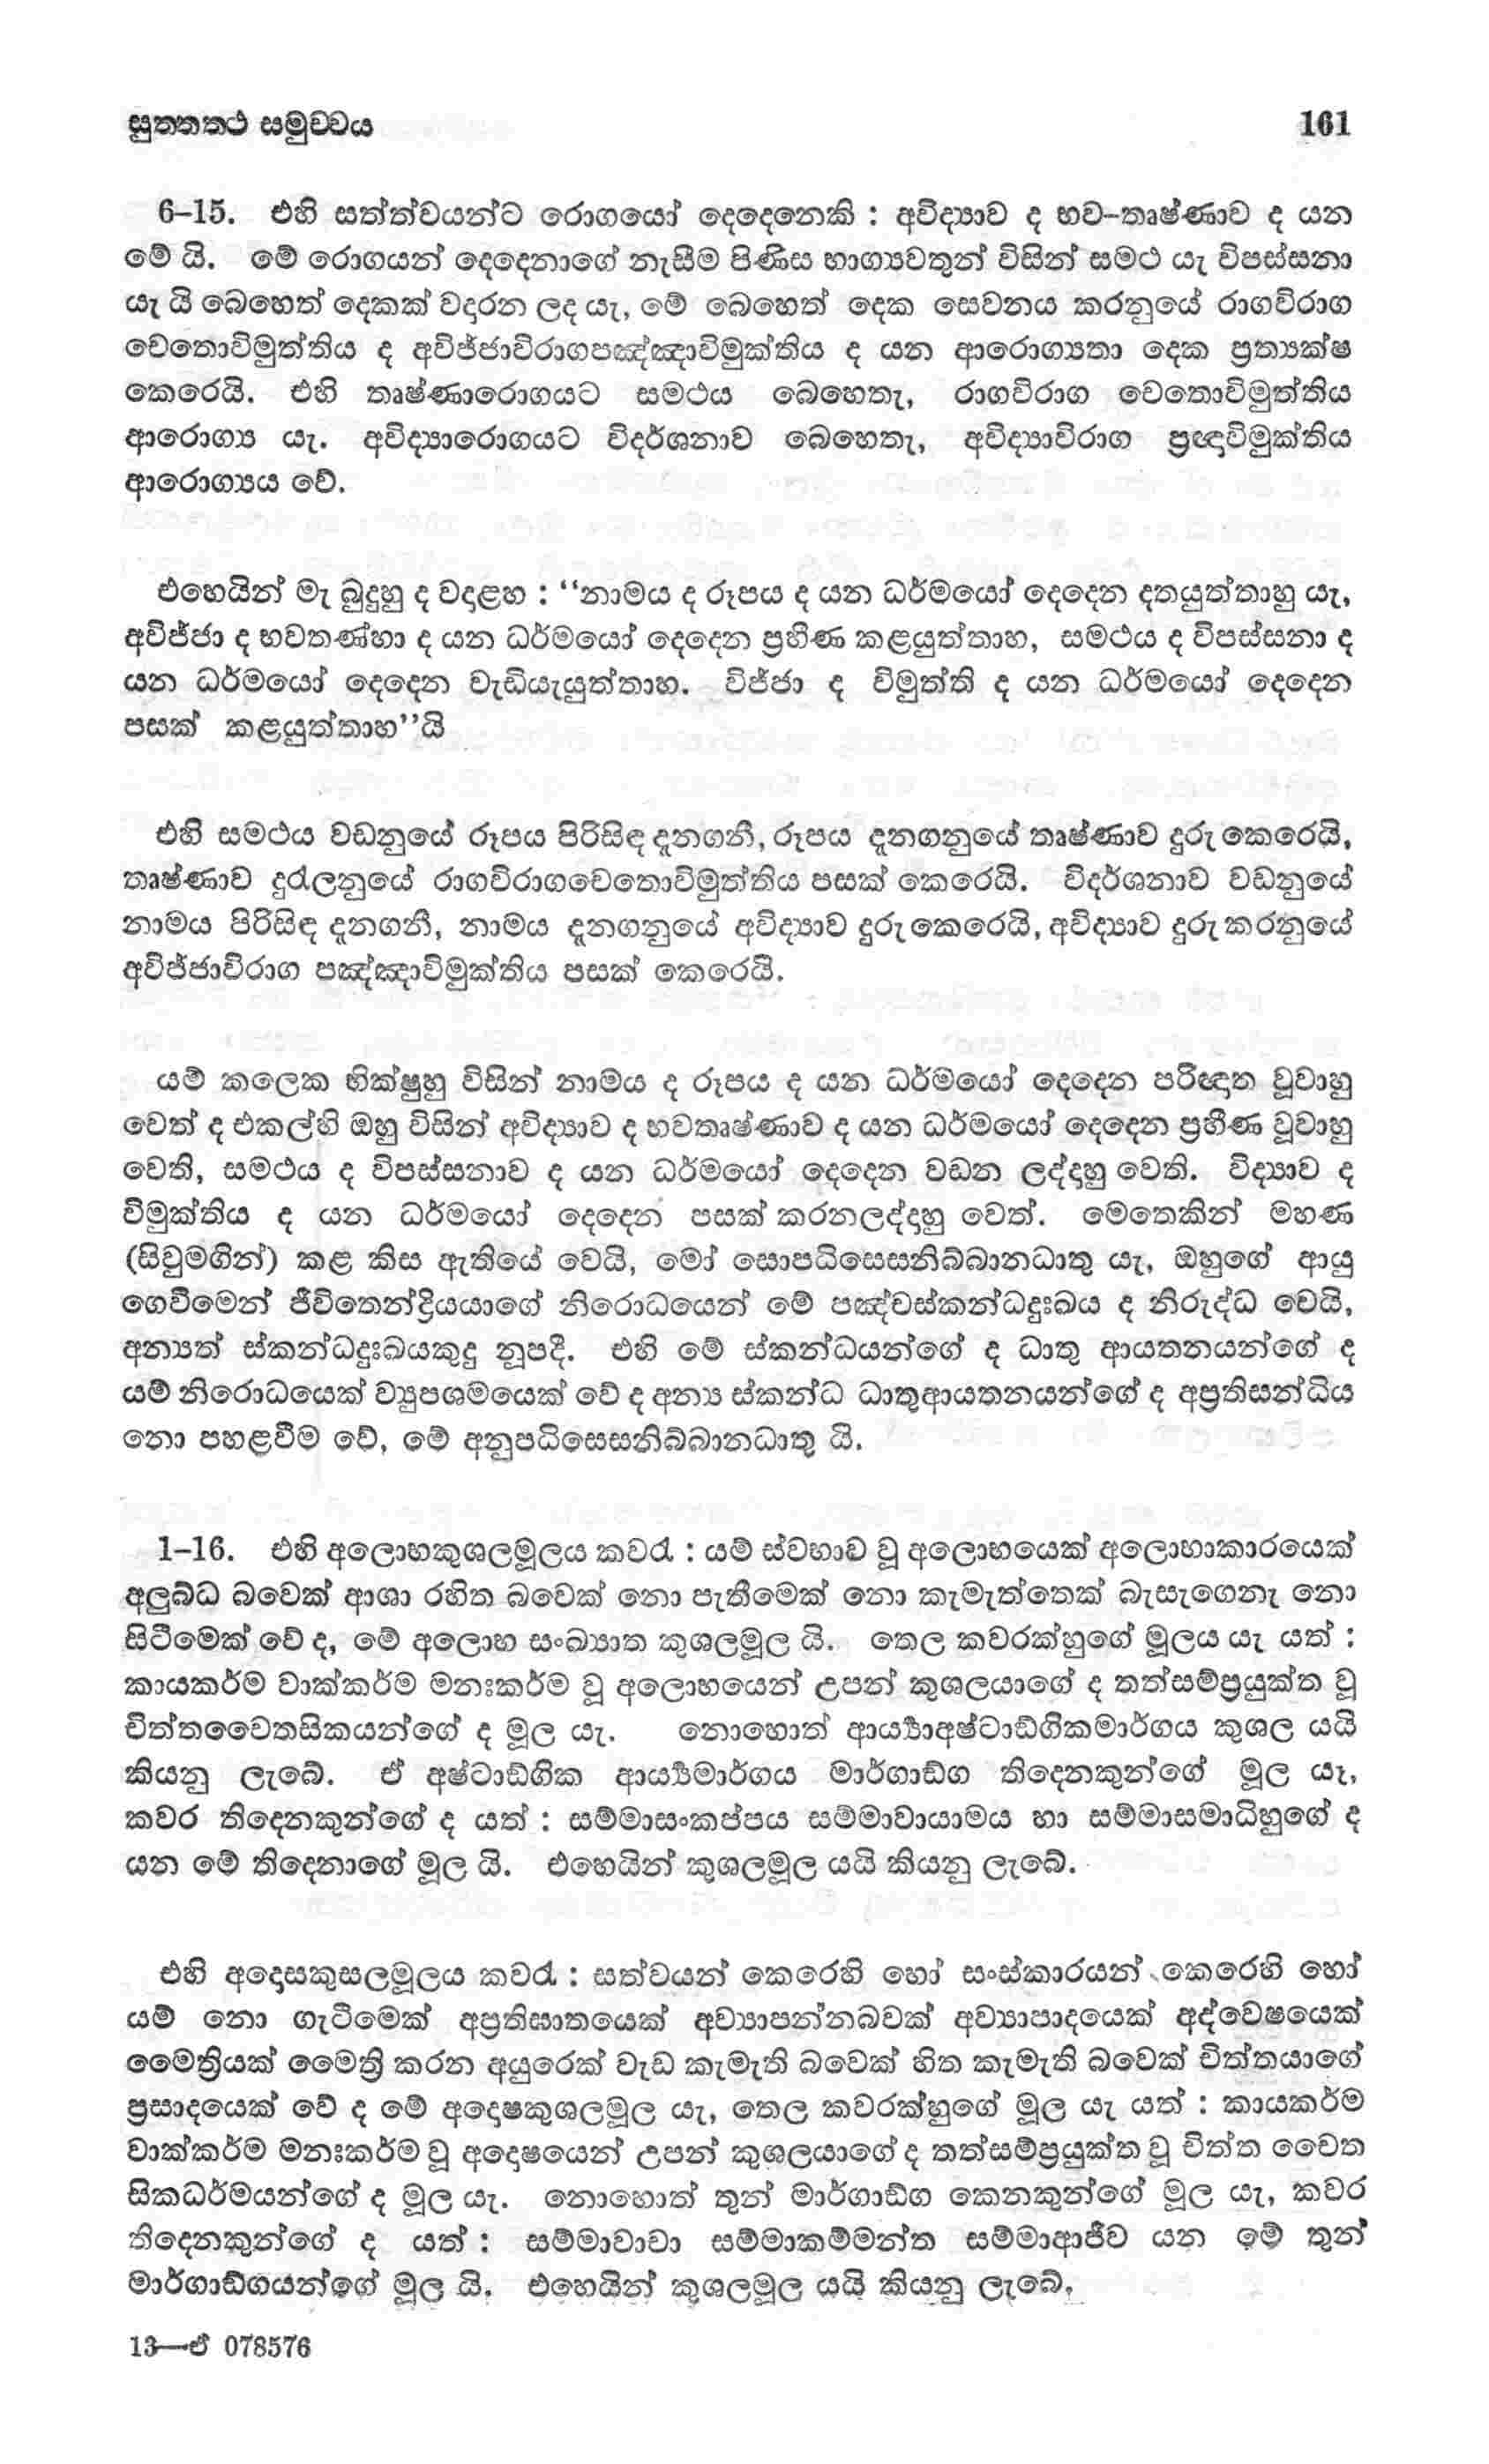 සුත්තත්ථ සමුච්චය 161
6–15. එහි සත්ත්වයන්ට රොගයෝ දෙදෙනෙකි : අවිද්‍යාව ද භව–තෘෂ්ණාව ද යන
මේ යි. මේ රොගයන් දෙදෙනාගේ නැසීම පිණිස භාග්‍යවතුන් විසින් සමථ යැ විපස්සනා
යැ යි බෙහෙත් දෙකක් වදාරන ලද යැ, මේ බෙහෙත් දෙක සෙවනය කරනුයේ රාගවිරාග
චෙතොවිමුත්තිය ද අවිජ්ජාවිරාගපඤ්ඤාවිමුක්තිය ද යන ආරොග්‍යතා දෙක ප්‍රත්‍යක්ෂ
කෙරෙයි. එහි තෘෂ්ණාරොගයට සමථය බෙහෙතැ, රාගවිරාග චෙතොවිමුත්තිය
ආරොග්‍ය යැ. අවිද්‍යාරොගයට විදර්ශනාව බෙහෙතැ, අවිද්‍යාවිරාග ප්‍රඥාවිමුක්තිය
ආරොග්‍යය වේ.
එහෙයින් මැ බුදුහු ද වදාළහ : “නාමය ද රූපය ද යන ධර්මයෝ දෙදෙන දතයුත්තාහු යැ,
අවිජ්ජා ද භවතණ්හා ද යන ධර්මයෝ දෙදෙන ප්‍රහීණ කළයුත්තාහ, සමථය ද විපස්සනා ද
යන ධර්මයෝ දෙදෙන වැඩියැයුත්තාහ. විජ්ජා ද විමුත්ති ද යන ධර්මයෝ දෙදෙන
පසක් කළයුත්තාහ”යි
එහි සමථය වඩනුයේ රූපය පිරිසිඳ දැනගනී, රූපය දැනගනුයේ තෘෂ්ණාව දුරු කෙරෙයි,
තෘෂ්ණාව දුරැලනුයේ රාගවිරාගචෙතොවිමුත්තිය පසක් කෙරෙයි. විදර්ශනාව වඩනුයේ
නාමය පිරිසිඳ දැනගනී, නාමය දැනගනුයේ අවිද්‍යාව දුරු කෙරෙයි, අවිද්‍යාව දුරු කරනුයේ
අවිජ්ජාවිරාග පඤ්ඤාවිමුක්තිය පසක් කෙරෙයි.
යම් කලෙක භික්ෂුහු විසින් නාමය ද රූපය ද යන ධර්මයෝ දෙදෙන පරිඥාත වූවාහු
වෙත් ද එකල්හි ඔහු විසින් අවිද්‍යාව ද භවතෘෂ්ණාව ද යන ධර්මයෝ දෙදෙන ප්‍රහීණ වූවාහු
වෙති, සමථය ද විපස්සනාව ද යන ධර්මයෝ දෙදෙන වඩන ලද්දාහු වෙති. විද්‍යාව ද
විමුක්තිය ද යන ධර්මයෝ දෙදෙන පසක් කරනලද්දාහු වෙත්. මෙතෙකින් මහණ
(සිවුමගින්) කළ කිස ඇතියේ වෙයි, මෝ සොපධිසෙසනිබ්බානධාතු යැ, ඔහුගේ ආයු
ගෙවීමෙන් ජීවිතෙන්ද්‍රියයාගේ නිරොධයෙන් මේ පඤ්චස්කන්ධදුඃඛය ද නිරුද්ධ වෙයි,
අන්‍යත් ස්කන්ධදුඃඛයකුදු නූපදී. එහි මේ ස්කන්ධයන්ගේ ද ධාතු ආයතනයන්ගේ ද
යම් නිරොධයෙක් ව්‍යුපශමයෙක් වේ ද අන්‍ය ස්කන්ධ ධාතුආයතනයන්ගේ ද අප්‍රතිසන්ධිය
නො පහළවීම වේ, මේ අනුපධිසෙසනිබ්බානධාතු යි.
1–16. එහි අලොභකුශලමූලය කවරැ : යම් ස්වභාව වූ අලොභයෙක් අලොභාකාරයෙක්
අලුබ්ධ බවෙක් ආශා රහිත බවෙක් නො පැතීමෙක් නො කැමැත්තෙක් බැසැගෙනැ නො
සිටීමෙක් වේ ද, මේ අලොභ සංඛ්‍යාත කුශලමූල යි. තෙල කවරක්හුගේ මූලය යැ යත් :
කායකර්ම වාක්කර්ම මනඃකර්ම වූ අලොභයෙන් උපන් කුශලයාගේ ද තත්සම්ප්‍රයුක්ත වූ
චිත්තචෛතසිකයන්ගේ ද මූල යැ. නොහොත් ආර්‍ය්‍යාඅෂ්ටාඞ්ගිකමාර්ගය කුශල යයි
කියනු ලැබේ. ඒ අෂ්ටාඞ්ගික ආර්‍ය්‍යමාර්ගය මාර්ගාඞ්ග තිදෙනකුන්ගේ මූල යැ,
කවර තිදෙනකුන්ගේ ද යත් : සම්මාසංකප්පය සම්මාවායාමය හා සම්මාසමාධිහුගේ ද
යන මේ තිදෙනාගේ මූල යි. එහෙයින් කුශලමූල යයි කියනු ලැබේ.
එහි අදොසකුසලමූලය කවරැ : සත්වයන් කෙරෙහි හෝ සංස්කාරයන් කෙරෙහි හෝ
යම් නො ගැටීමෙක් අප්‍රතිඝාතයෙක් අව්‍යාපන්නබවක් අව්‍යාපාදයෙක් අද්වෙෂයෙක්
මෛත්‍රියක් මෛත්‍රි කරන අයුරෙක් වැඩ කැමැති බවෙක් හිත කැමැති බවෙක් චිත්තයාගේ
ප්‍රසාදයෙක් වේ ද මේ අදොෂකුශලමූල යැ, තෙල කවරක්හුගේ මූල යැ යත් : කායකර්ම
වාක්කර්ම මනඃකර්ම වූ අදොෂයෙන් උපන් කුශලයාගේ ද තත්සම්ප්‍රයුක්ත වූ චිත්ත චෛත
සිකධර්මයන්ගේ ද මූල යැ. නොහොත් තුන් මාර්ගාඞ්ග කෙනකුන්ගේ මූල යැ, කවර
තිදෙනකුන්ගේ ද යත් : සම්මාවාචා සම්මාකම්මන්ත සම්මාආජීව යන මේ තුන්
මාර්ගාඞ්ගයන්ගේ මූල යි. එහෙයින් කුශලමූල යයි කියනු ලැබේ.
13—ඒ 078576